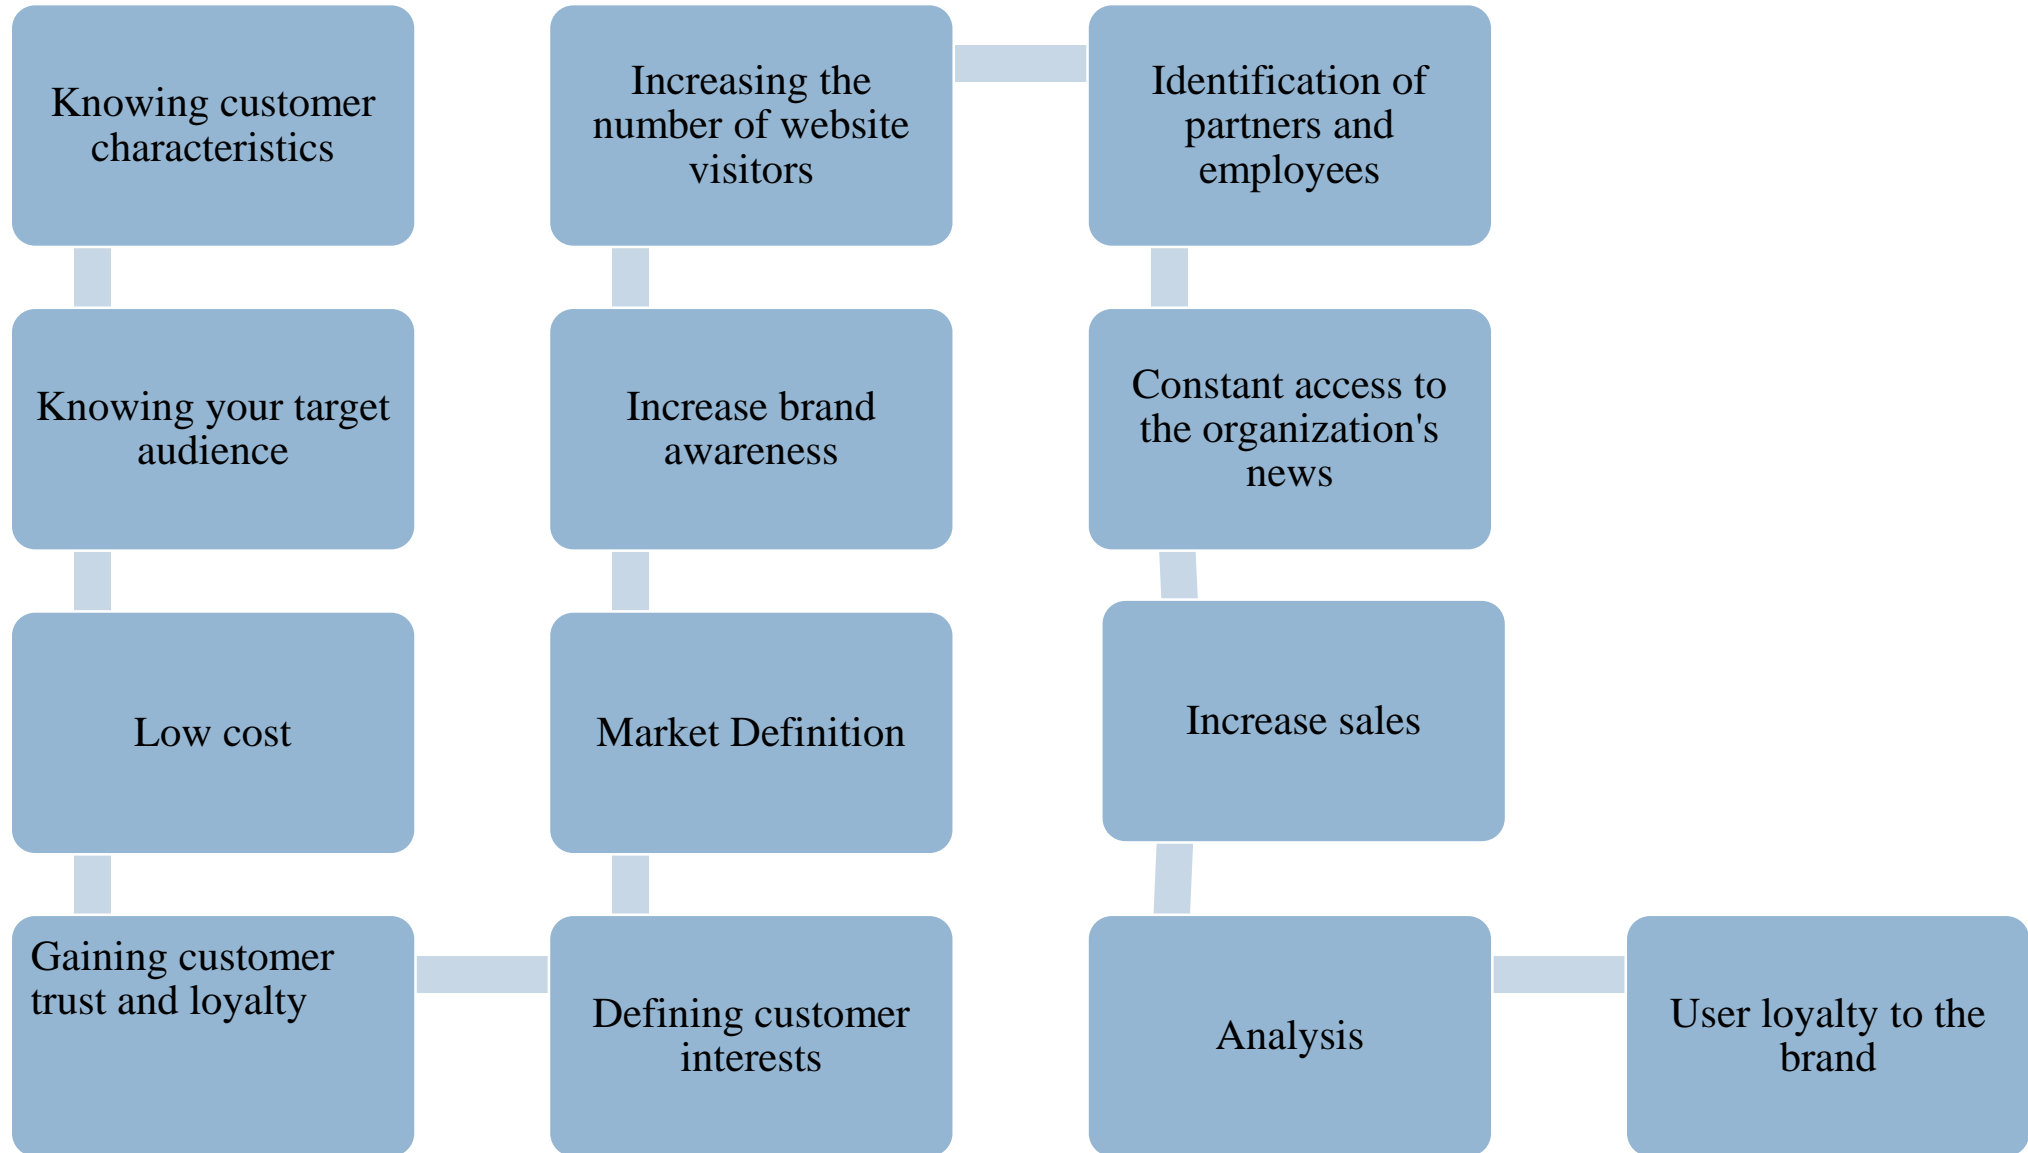 Knowing customer
characteristics
Knowing your target
audience
Low cost
Gaining customer
trust and loyalty
Defining customer
interests
Market Definition
Increase brand
awareness
Increasing the
number of website
visitors
Identification of
partners and
employees
Constant access to
the organization's
news
Increase sales
Analysis
User loyalty to the
brand